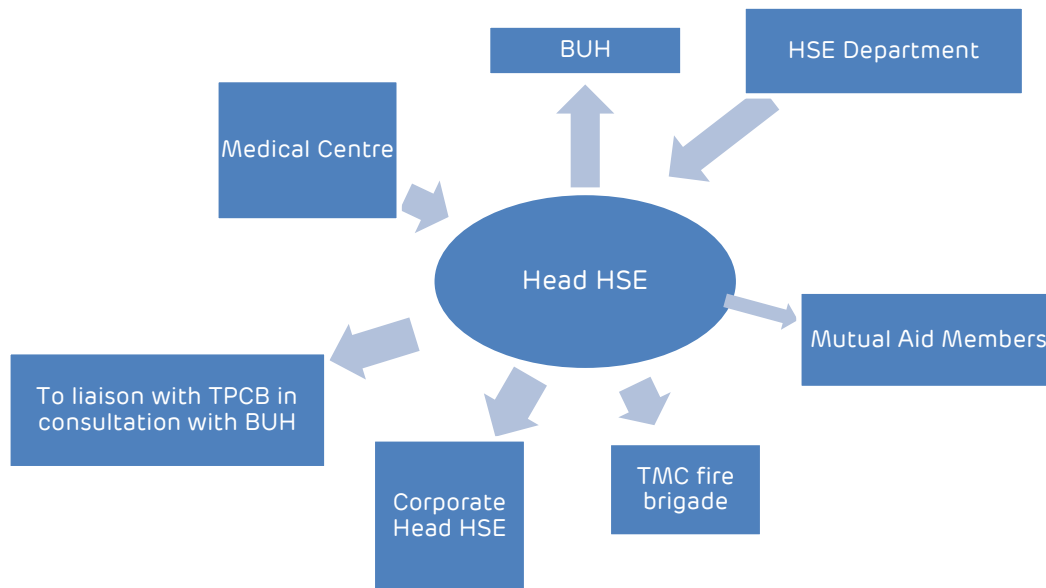 BUH
HSE Department
Medical Centre
Head HSE
Mutual Aid Members
To liaison with TPCB in
consultation with BUH
Corporate
Head HSE
TMC fire
brigade